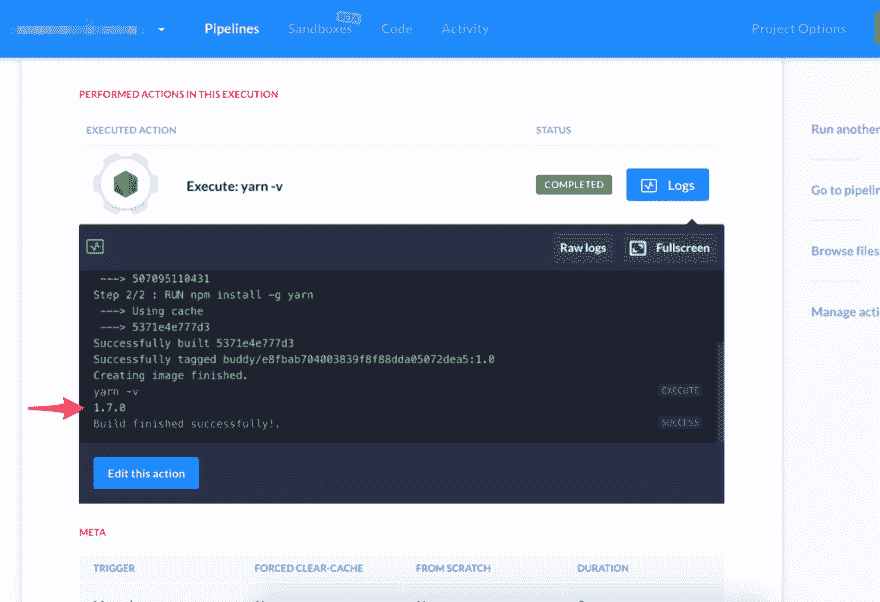 Pipelines Sandboxes Code Activity Project Options
PERFORMED ACTIONS IN THIS EXECUTION
EXECUTED ACTION STATUS
Execute: yarn -v COMPLETED Logs
Run another
Go to pipelin
Browse files
Manage acti
Raw logs Fullscreen
---> 507095110431
Step 2/2 : RUN npm install -g yarn
---> Using cache
---> 5371e4e777d3
Successfully built 5371e4e777d3
Successfully tagged buddy/e8fbab704003839f8f88dda05072dea5:1.0
Creating image finished.
yarn -v EXECUTE
1.7.0
Build finished successfully!. SUCCESS
Edit this action
META
TRIGGER FORCED CLEAR-CACHE FROM SCRATCH DURATION